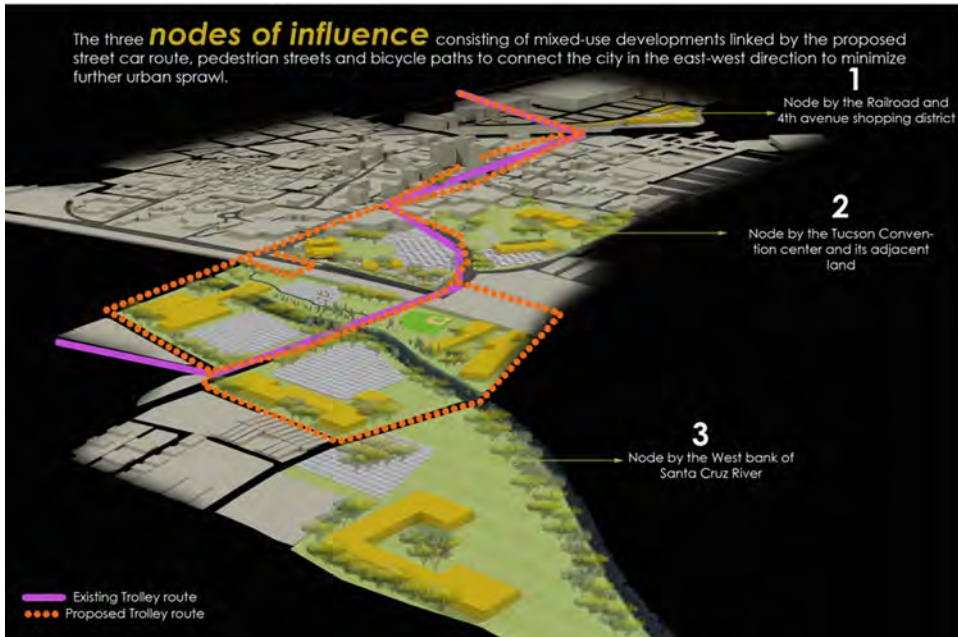 The three nodes of influence consisting of mixed-use developments linked by the proposed
street car route, pedestrian streets and bicycle paths to connect the city in the east-west direction to minimize
further urban sprawl.
1
Node by the Railroad and
4th avenue shopping district
2
Node by the Tucson Conven-
tion center and its adjacent
land
3
Node by the West bank of
Santa Cruz River
Existing Trolley route
Proposed Trolley route